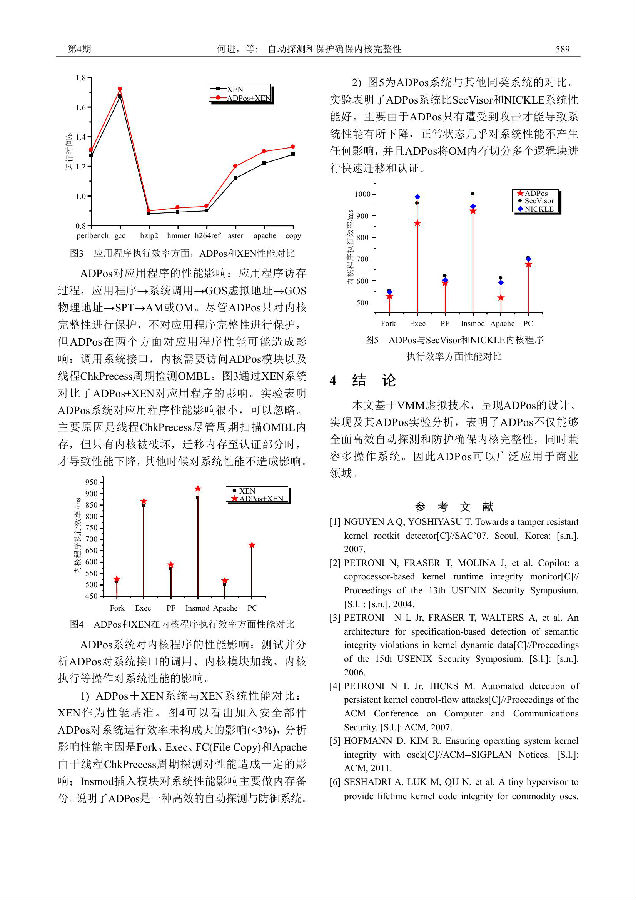 第4期
何进，等： 自动探测和保护确保内核完整性
589
1.8
1.6
1.4
1.2
1.0
0.8
XEN
ADPos+XEN
perlbench gcc bzip2 hmmer h264ref aster apache copy
图3 应用程序执行效率方面，ADPos和XEN性能对比
ADPos对应用程序的性能影响：应用程序访存
过程，应用程序→系统调用→GOS虚拟地址→GOS
物理地址→SPT→AM或OM。尽管ADPos只对内核
完整性进行保护，不对应用程序完整性进行保护，
但ADPos在两个方面对应用程序性能可能造成影
响：调用系统接口，内核需要访问ADPos模块以及
线程ChkPrecess周期检测OMBL。图3通过XEN系统
对比了ADPos+XEN对应用程序的影响。实验表明
ADPos系统对应用程序性能影响很小，可以忽略。
主要原因是线程ChkPrecess尽管周期扫描OMBL内
存，但只有内核被破坏，迁移内存至认证部分时，
才导致性能下降，其他时候对系统性能不造成影响。
950
900
850
800
750
700
650
600
550
500
450
内核程序执行效率/ms
XEN
ADPos+XEN
Fork Exec PF Insmod Apache PC
图4 ADPos和XEN在内核程序执行效率方面性能对比
ADPos系统对内核程序的性能影响：测试并分
析ADPos对系统接口的调用、内核模块加载、内核
执行等操作对系统性能的影响。
1) ADPos＋XEN系统与XEN系统性能对比：
XEN作为性能基准。图4可以看出加入安全部件
ADPos对系统运行效率未构成大的影响(<3%)，分析
影响性能主因是Fork、Exec、FC(File Copy)和Apache
由于线程ChkPrecess周期探测对性能造成一定的影
响；Insmod插入模块对系统性能影响主要做内存备
份。说明了ADPos是一种高效的自动探测与防御系统。
2) 图5为ADPos系统与其他同类系统的对比。
实验表明了ADPos系统比SecVisor和NICKLE系统性
能好，主要由于ADPos只有遭受到攻击才能导致系
统性能有所下降，正常状态几乎对系统性能不产生
任何影响，并且ADPos将OM内存切分多个逻辑块进
行快速迁移和认证。
1000
900
800
700
600
500
内核程序执行效率/ms
ADPos
SecVisor
NICKLE
Fork Exec PF Insmod Apache PC
图5 ADPos与SecVisor和NICKLE内核程序
执行效率方面性能对比
4 结 论
本文基于VMM虚拟技术，呈现ADPos的设计、
实现及其ADPos实验分析，表明了ADPos不仅能够
全面高效自动探测和防护确保内核完整性，同时兼
容多操作系统。因此ADPos可以广泛应用于商业
领域。
参 考 文 献
[1] NGUYEN A Q, YOSHIYASU T. Towards a tamper resistant
kernel rootkit detector[C]//SAC'07. Seoul, Korea: [s.n.],
2007.
[2] PETRONI N, FRASER T, MOLINA J, et al. Copilot: a
coprocessor-based kernel runtime integrity monitor[C]//
Proceedings of the 13th USENIX Security Symposium.
[S.l.]: [s.n.], 2004.
[3] PETRONI N L Jr, FRASER T, WALTERS A, et al. An
architecture for specification-based detection of semantic
integrity violations in kernel dynamic data[C]//Proceedings
of the 15th USENIX Security Symposium. [S.l.]: [s.n.],
2006.
[4] PETRONI N L Jr, HICKS M. Automated detection of
persistent kernel control-flow attacks[C]//Proceedings of the
ACM Conference on Computer and Communications
Security. [S.l.]: ACM, 2007.
[5] HOFMANN D, KIM R. Ensuring operating system kernel
integrity with osck[C]//ACM-SIGPLAN Notices. [S.l.]:
ACM, 2011.
[6] SESHADRI A, LUK M, QU N, et al. A tiny hypervisor to
provide lifetime kernel code integrity for commodity oses.